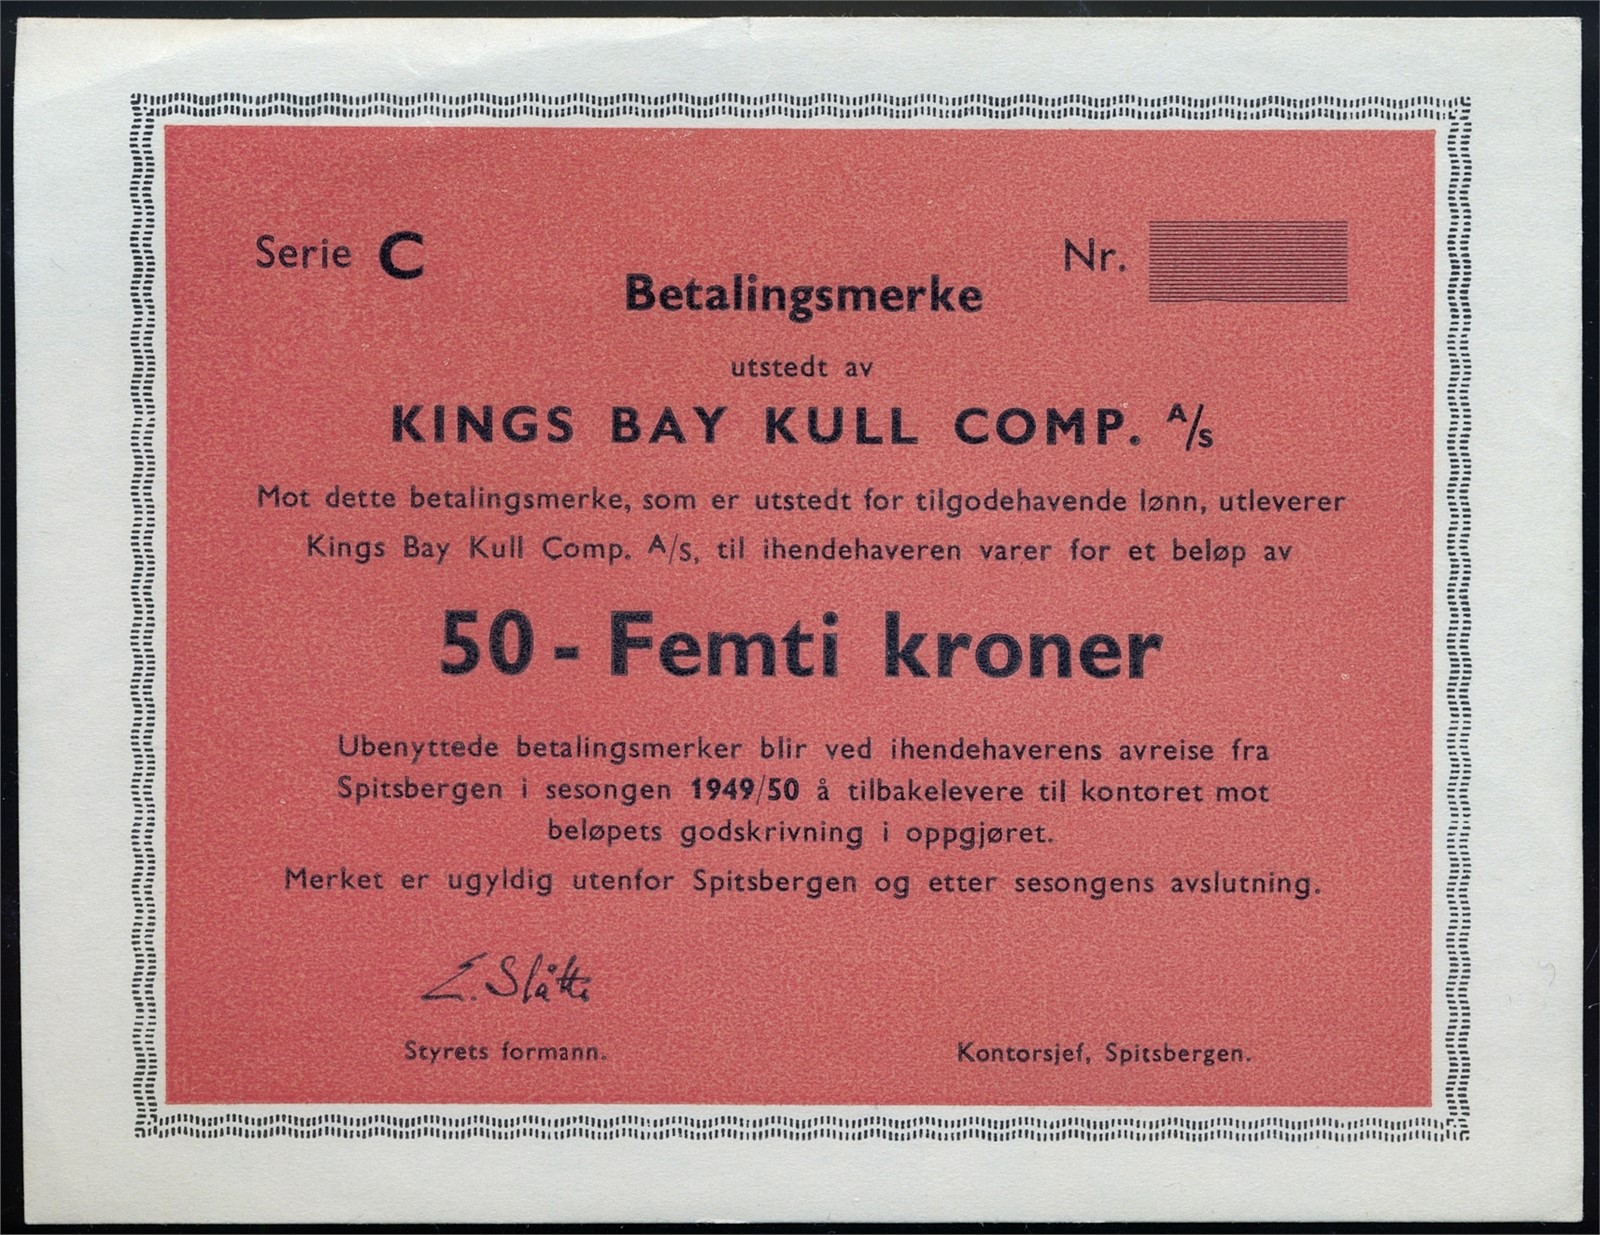 Serie C
Nr.
Betalingsmerke
utstedt av
KINGS BAY KULL COMP. A/s
Mot dette betalingsmerke, som er utstedt for tilgodehavende lønn, utleverer
Kings Bay Kull Comp. A/s, til ihendehaveren varer for et beløp av
50 - Femti kroner
Ubenyttede betalingsmerker blir ved ihendehaverens avreise fra
Spitsbergen i sesongen 1949/50 å tilbakelevere til kontoret mot
beløpets godskrivning i oppgjøret.
Merket er ugyldig utenfor Spitsbergen og etter sesongens avslutning.
E. Slåtte
Styrets formann.
Kontorsjef, Spitsbergen.